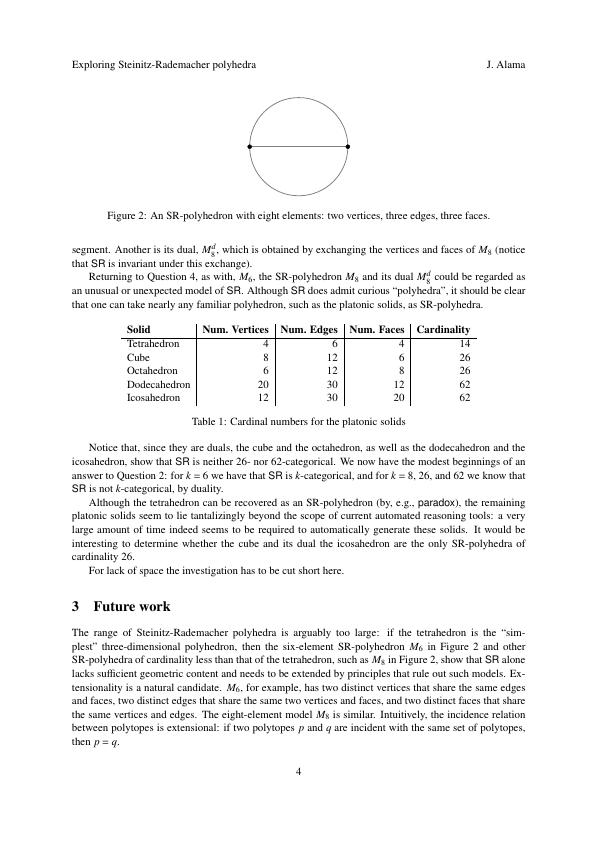 Exploring Steinitz-Rademacher polyhedra J. Alama
Figure 2: An SR-polyhedron with eight elements: two vertices, three edges, three faces.
segment. Another is its dual, M₈ᵈ, which is obtained by exchanging the vertices and faces of M₈ (notice
that SR is invariant under this exchange).
Returning to Question 4, as with, M₆, the SR-polyhedron M₈ and its dual M₈ᵈ could be regarded as
an unusual or unexpected model of SR. Although SR does admit curious “polyhedra”, it should be clear
that one can take nearly any familiar polyhedron, such as the platonic solids, as SR-polyhedra.
Solid Num. Vertices Num. Edges Num. Faces Cardinality
Tetrahedron 4 6 4 14
Cube 8 12 6 26
Octahedron 6 12 8 26
Dodecahedron 20 30 12 62
Icosahedron 12 30 20 62
Table 1: Cardinal numbers for the platonic solids
Notice that, since they are duals, the cube and the octahedron, as well as the dodecahedron and the
icosahedron, show that SR is neither 26- nor 62-categorical. We now have the modest beginnings of an
answer to Question 2: for k = 6 we have that SR is k-categorical, and for k = 8, 26, and 62 we know that
SR is not k-categorical, by duality.
Although the tetrahedron can be recovered as an SR-polyhedron (by, e.g., paradox), the remaining
platonic solids seem to lie tantalizingly beyond the scope of current automated reasoning tools: a very
large amount of time indeed seems to be required to automatically generate these solids. It would be
interesting to determine whether the cube and its dual the icosahedron are the only SR-polyhedra of
cardinality 26.
For lack of space the investigation has to be cut short here.
3 Future work
The range of Steinitz-Rademacher polyhedra is arguably too large: if the tetrahedron is the “sim-
plest” three-dimensional polyhedron, then the six-element SR-polyhedron M₆ in Figure 2 and other
SR-polyhedra of cardinality less than that of the tetrahedron, such as M₈ in Figure 2, show that SR alone
lacks sufficient geometric content and needs to be extended by principles that rule out such models. Ex-
tensionality is a natural candidate. M₆, for example, has two distinct vertices that share the same edges
and faces, two distinct edges that share the same two vertices and faces, and two distinct faces that share
the same vertices and edges. The eight-element model M₈ is similar. Intuitively, the incidence relation
between polytopes is extensional: if two polytopes p and q are incident with the same set of polytopes,
then p = q.
4